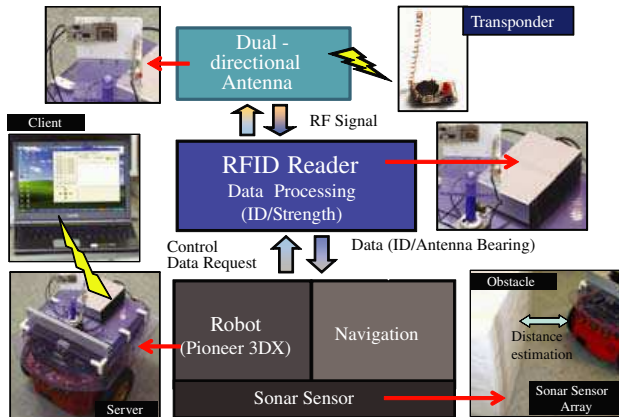 Dual -
directional
Antenna
Transponder
RF Signal
Client
RFID Reader
Data Processing
(ID/Strength)
Control
Data Request
Data (ID/Antenna Bearing)
Robot
(Pioneer 3DX)
Navigation
Sonar Sensor
Server
Obstacle
Distance
estimation
Sonar Sensor
Array